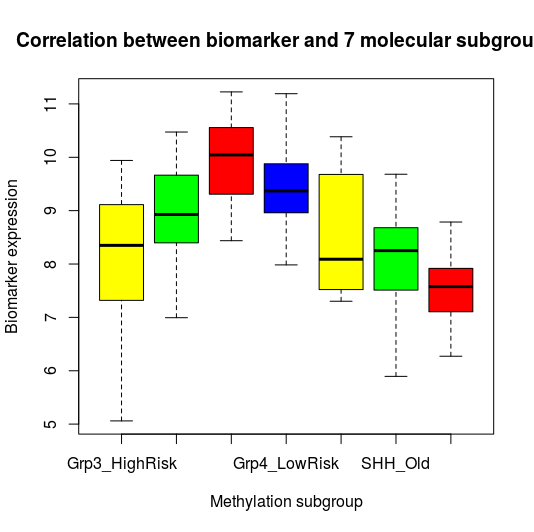 Correlation between biomarker and 7 molecular subgrou
Biomarker expression
11
10
9
8
7
6
5
Grp3_HighRisk Grp4_LowRisk SHH_Old
Methylation subgroup